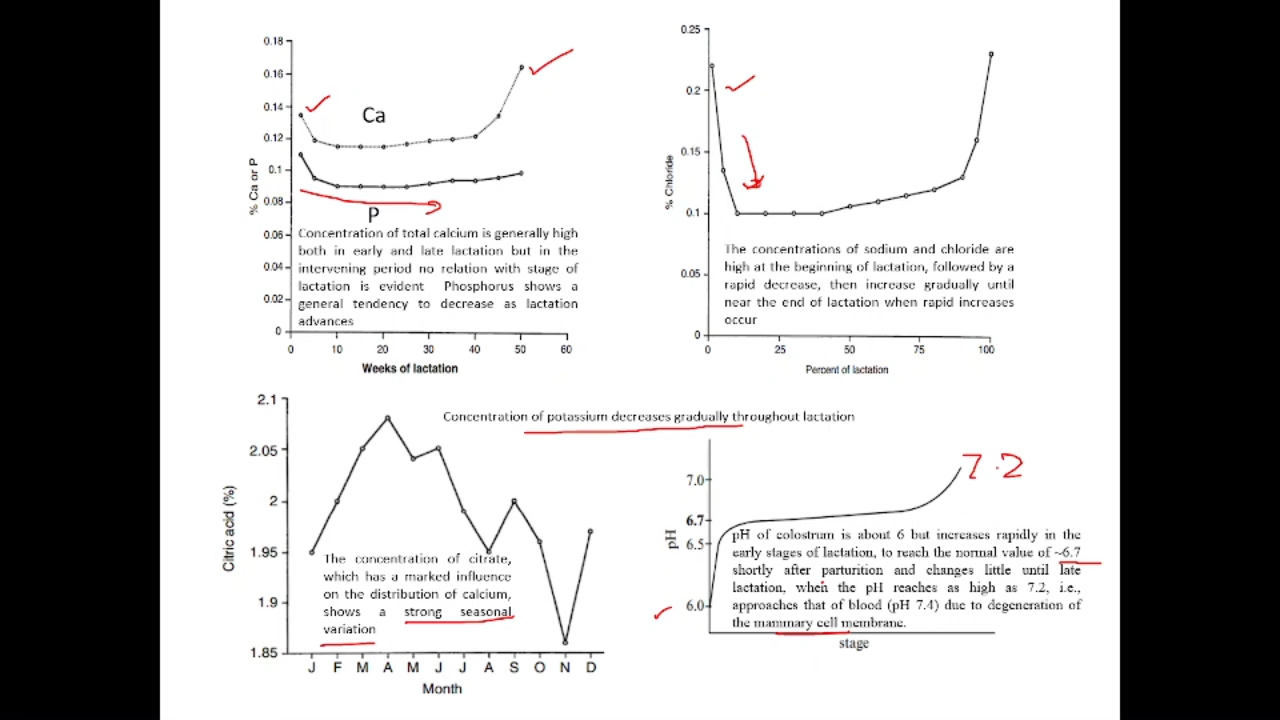 0.18
0.16
0.14
0.12
0.1
0.08
0.06
0.04
0.02
0
% Ca or P
Ca
P
Concentration of total calcium is generally high
both in early and late lactation but in the
intervening period no relation with stage of
lactation is evident Phosphorus shows a
general tendency to decrease as lactation
advances
0 10 20 30 40 50 60
Weeks of lactation
0.25
0.2
0.15
0.1
0.05
0
% Chloride
The concentrations of sodium and chloride are
high at the beginning of lactation, followed by a
rapid decrease, then increase gradually until
near the end of lactation when rapid increases
occur
0 25 50 75 100
Percent of lactation
Concentration of potassium decreases gradually throughout lactation
2.1
2.05
2
1.95
1.9
1.85
Citric acid (%)
The concentration of citrate,
which has a marked influence
on the distribution of calcium,
shows a strong seasonal
variation
J F M A M J J A S O N D
Month
7.0
6.7
6.5
6.0
pH
7.2
pH of colostrum is about 6 but increases rapidly in the
early stages of lactation, to reach the normal value of ~6.7
shortly after parturition and changes little until late
lactation, when the pH reaches as high as 7.2, i.e.,
approaches that of blood (pH 7.4) due to degeneration of
the mammary cell membrane.
stage